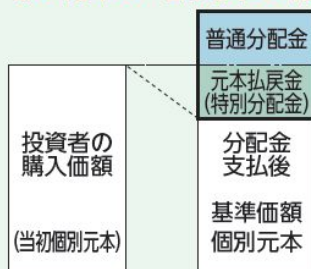 普通分配金
元本払戻金
(特別分配金)
投資者の
購入価額
(当初個別元本)
分配金
支払後
基準価額
個別元本